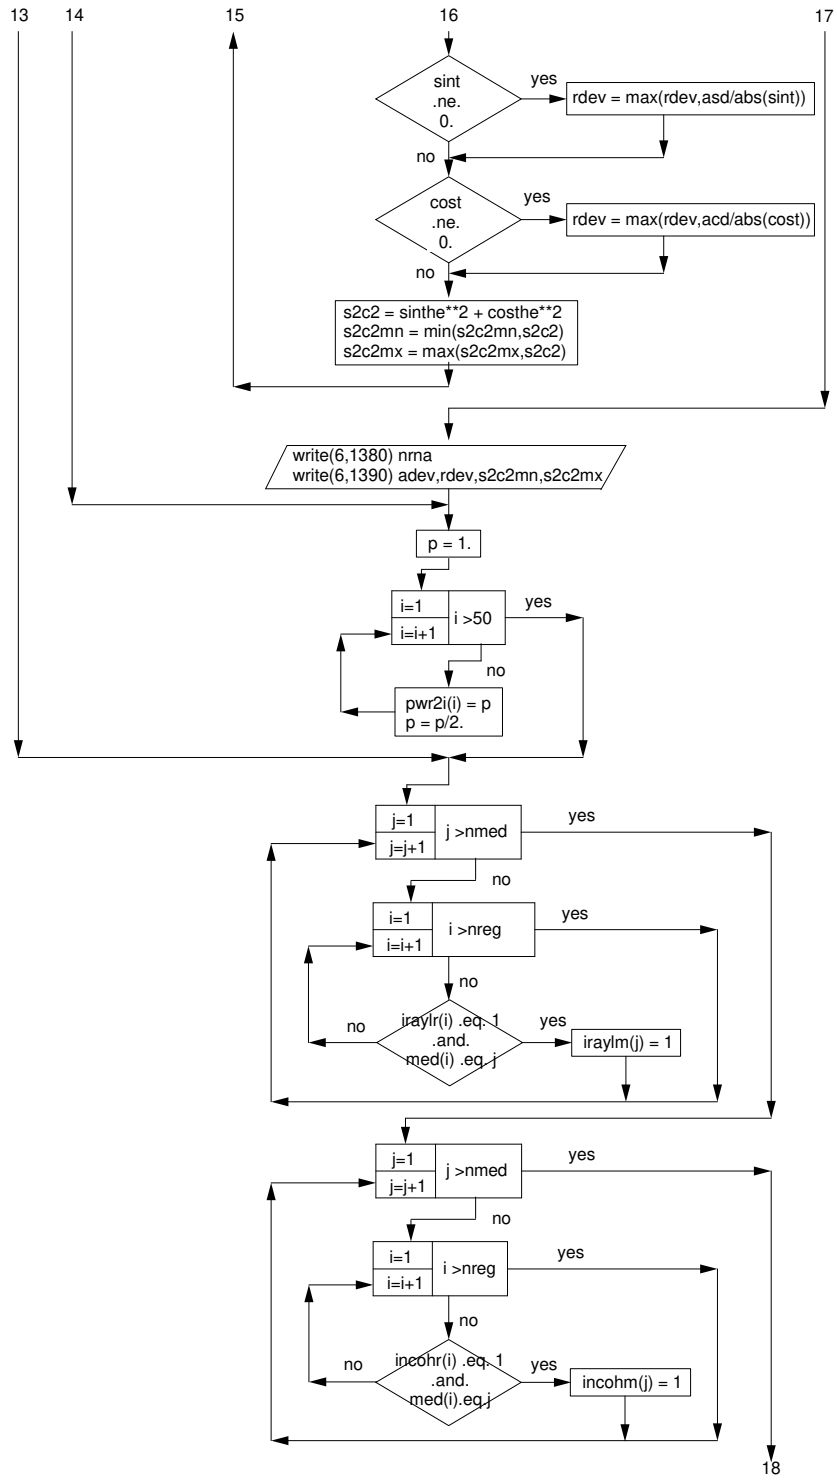 13
14
15
16
17
sint
.ne.
0.
yes
rdev = max(rdev,asd/abs(sint))
no
cost
.ne.
0.
yes
rdev = max(rdev,acd/abs(cost))
no
s2c2 = sinthe**2 + costhe**2
s2c2mn = min(s2c2mn,s2c2)
s2c2mx = max(s2c2mx,s2c2)
write(6,1380) nrna
write(6,1390) adev,rdev,s2c2mn,s2c2mx
p = 1.
i=1
i=i+1
i >50
yes
no
pwr2i(i) = p
p = p/2.
j=1
j=j+1
j >nmed
yes
no
i=1
i=i+1
i >nreg
yes
no
iraylr(i) .eq. 1
.and.
med(i) .eq. j
no
yes
iraylm(j) = 1
j=1
j=j+1
j >nmed
yes
no
i=1
i=i+1
i >nreg
yes
no
incohr(i) .eq. 1
.and.
med(i).eq.j
no
yes
incohm(j) = 1
18